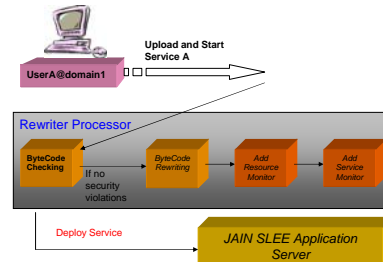 Upload and Start
Service A
UserA@domain1
Rewriter Processor
ByteCode
Checking
If no
security
violations
ByteCode
Rewriting
Add
Resource
Monitor
Add
Service
Monitor
Deploy Service
JAIN SLEE Application
Server